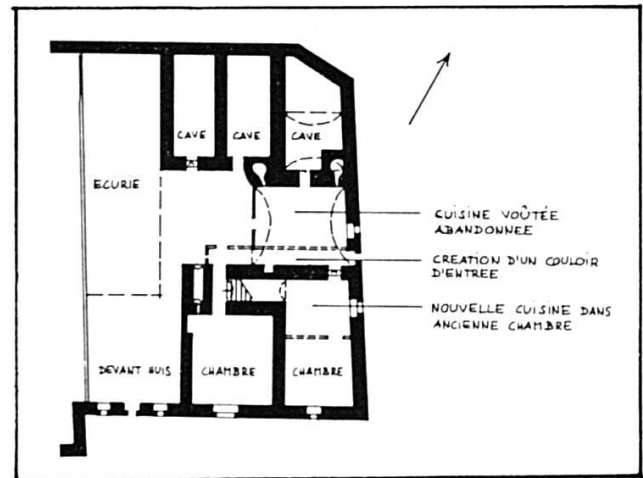 CAVE
CAVE
CAVE
ECURIE
CUISINE VOÛTÉE
ABANDONNEE
CREATION D'UN COULOIR
D'ENTREE
NOUVELLE CUISINE DANS
ANCIENNE CHAMBRE
DEVANT HUIS
CHAMBRE
CHAMBRE